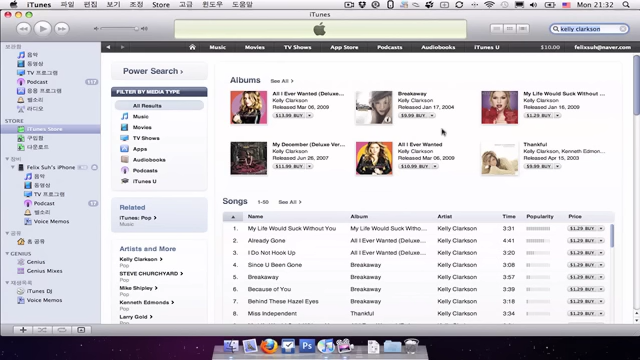 iTunes 파일 편집 보기 Store 고급 윈도우 도움말 Mon 21:32
iTunes
kelly clarkson
Music Movies TV Shows App Store Podcasts Audiobooks iTunes U $10.00 felixsuh@naver.com
보관함
음악
동영상
TV 프로그램
Podcast
응용 프로그램
벨소리
라디오
STORE
iTunes Store
구입함
다운로드
장비
Felix Suh's iPhone
음악
동영상
TV 프로그램
Podcast
벨소리
Voice Memos
공유
홈 공유
GENIUS
Genius
Genius Mixes
재생목록
iTunes DJ
Voice Memos
Power Search
FILTER BY MEDIA TYPE
All Results
Music
Movies
TV Shows
Apps
Audiobooks
Podcasts
iTunes U
Related
iTunes: Pop
Music
Artists and More
Kelly Clarkson
Pop
STEVE CHURCHYARD
Pop
Mike Shipley
Pop
Kenneth Edmonds
Pop
Larry Gold
Albums See All
All I Ever Wanted (Deluxe...
Kelly Clarkson
Released Mar 06, 2009
$13.99 BUY
Breakaway
Kelly Clarkson
Released Jan 17, 2004
$9.99 BUY
My Life Would Suck Without ...
Kelly Clarkson
Released Jan 16, 2009
$1.29 BUY
My December (Deluxe Ver...
Kelly Clarkson
Released Jun 26, 2007
$11.99 BUY
All I Ever Wanted
Kelly Clarkson
Released Mar 06, 2009
$10.99 BUY
Thankful
Kelly Clarkson, Kenneth Edmon...
Released Apr 15, 2003
$9.99 BUY
Songs 1-50 See All
Name Album Artist Time Popularity Price
1. My Life Would Suck Without You My Life Would Suck Witho... Kelly Clarkson 3:31 $1.29 BUY
2. Already Gone All I Ever Wanted (Deluxe... Kelly Clarkson 4:41 $1.29 BUY
3. I Do Not Hook Up All I Ever Wanted (Deluxe... Kelly Clarkson 3:20 $1.29 BUY
4. Since U Been Gone Breakaway Kelly Clarkson 3:08 $1.29 BUY
5. Breakaway Breakaway Kelly Clarkson 3:57 $1.29 BUY
6. Because of You Breakaway Kelly Clarkson 3:39 $1.29 BUY
7. Behind These Hazel Eyes Breakaway Kelly Clarkson 3:18 $1.29 BUY
8. Miss Independent Thankful Kelly Clarkson 3:34 $1.29 BUY